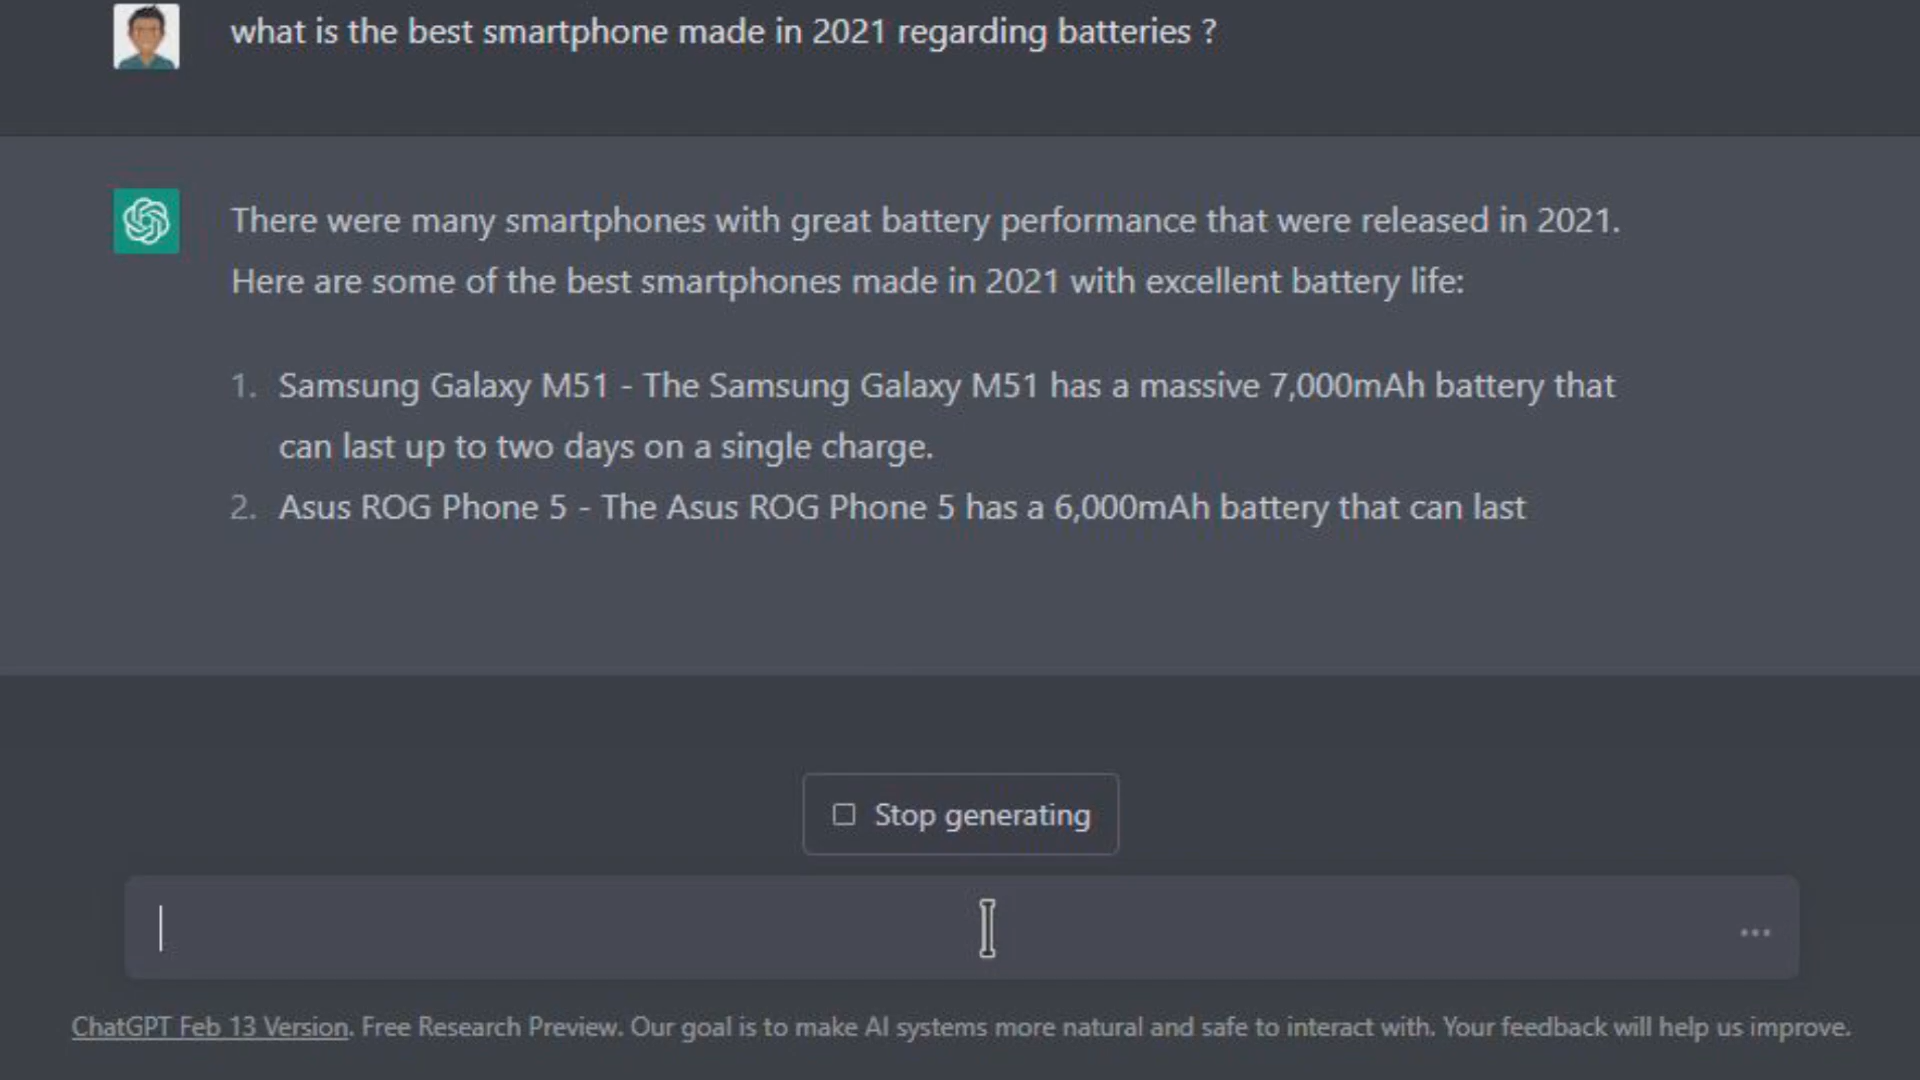 what is the best smartphone made in 2021 regarding batteries ?
There were many smartphones with great battery performance that were released in 2021.
Here are some of the best smartphones made in 2021 with excellent battery life:
1. Samsung Galaxy M51 - The Samsung Galaxy M51 has a massive 7,000mAh battery that
can last up to two days on a single charge.
2. Asus ROG Phone 5 - The Asus ROG Phone 5 has a 6,000mAh battery that can last
Stop generating
ChatGPT Feb 13 Version. Free Research Preview. Our goal is to make AI systems more natural and safe to interact with. Your feedback will help us improve.